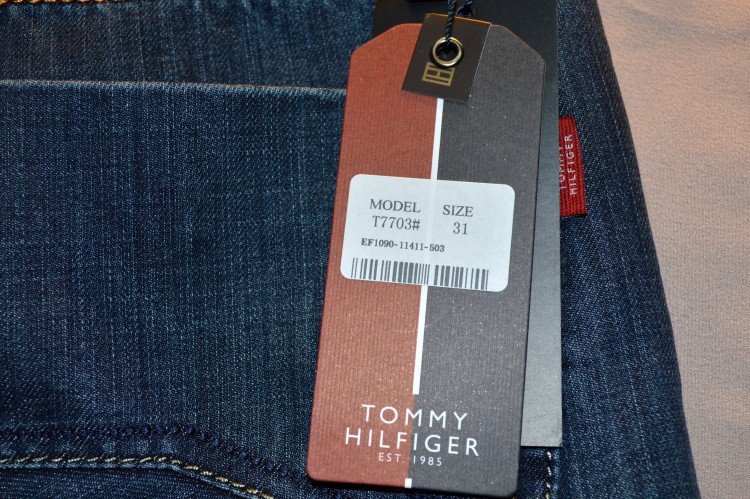 MODEL SIZE
T7703# 31
EF1090-11411-503
TOMMY
HILFIGER
EST. 1985
TOMMY
HILFIGER